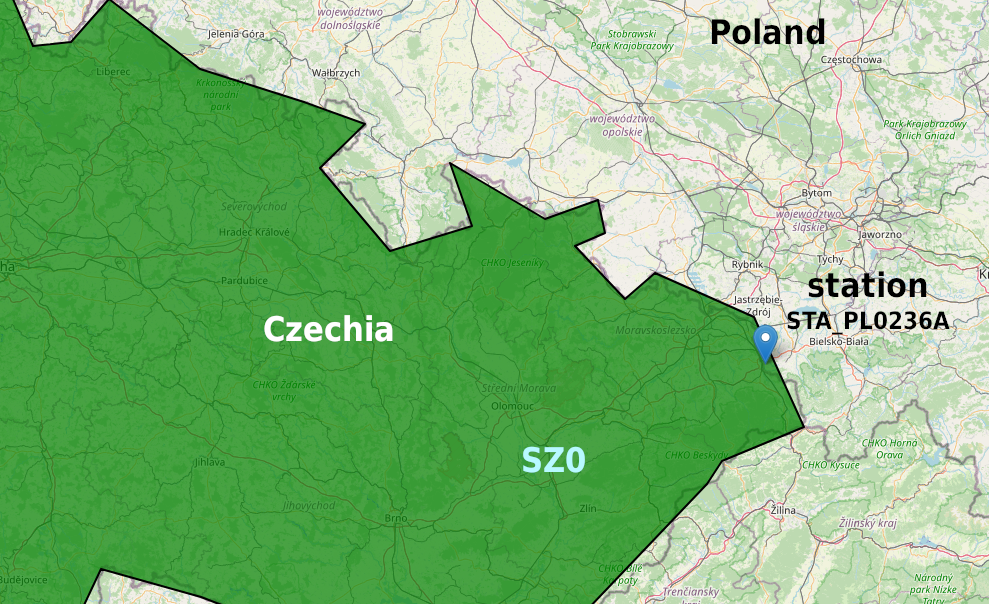 województwo
dolnośląskie
Poland
Jelenia Góra
Stobrawski
Park Krajobrazowy
Częstochowa
Liberec
Wałbrzych
Krkonošský
národní
park
województwo
opolskie
Park Krajobrazowy
Orlich Gniazd
Bytom
Severovýchod
województwo
śląskie
Hradec Králové
Jaworzno
ha
CHKO Jeseníky
Rybnik
Tychy
Pardubice
station
Jastrzębie-
Zdrój
STA_PL0236A
Czechia
Moravskoslezsko
Bielsko-Biała
CHKO Žďárské
vrchy
Střední Morava
Olomouc
CHKO Horná
Orava
SZ0
CHKO Beskydy
CHKO Kysuce
Jihlava
Jihovýchod
Zlín
Žilina
Brno
Žilinský kraj
Budějovice
CHKO Bílé
Karpaty
Národný
park Nízke
Tatry
Trenčiansky
kraj